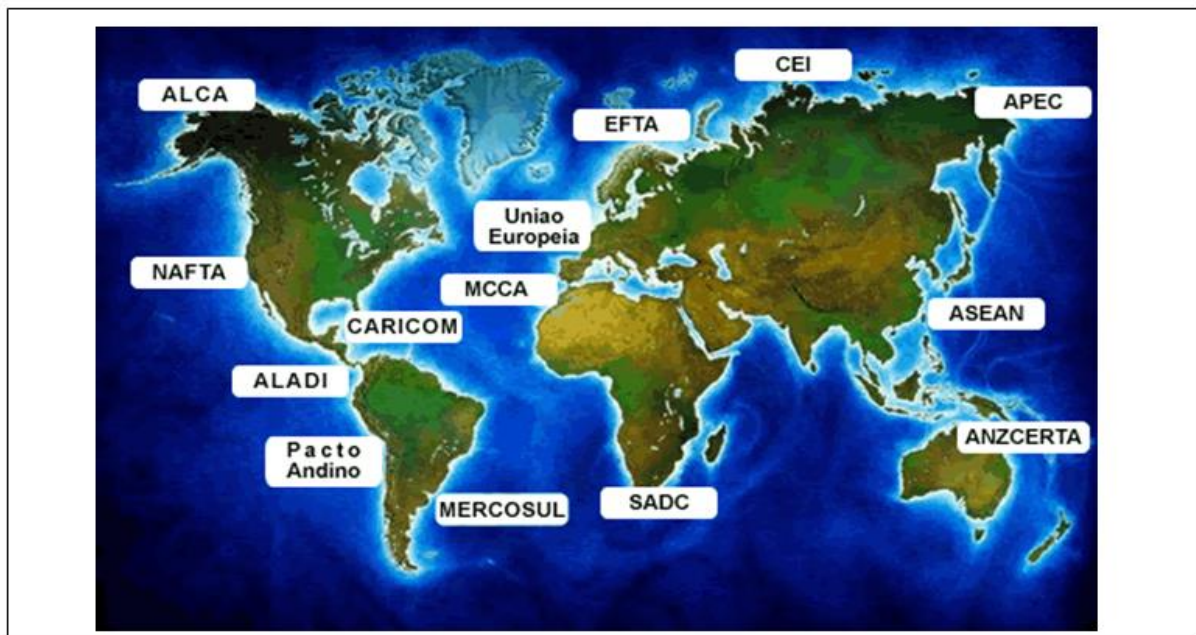 CEI
ALCA
APEC
EFTA
Uniao
Europeia
NAFTA
MCCA
CARICOM
ASEAN
ALADI
ANZCERTA
Pacto
Andino
SADC
MERCOSUL